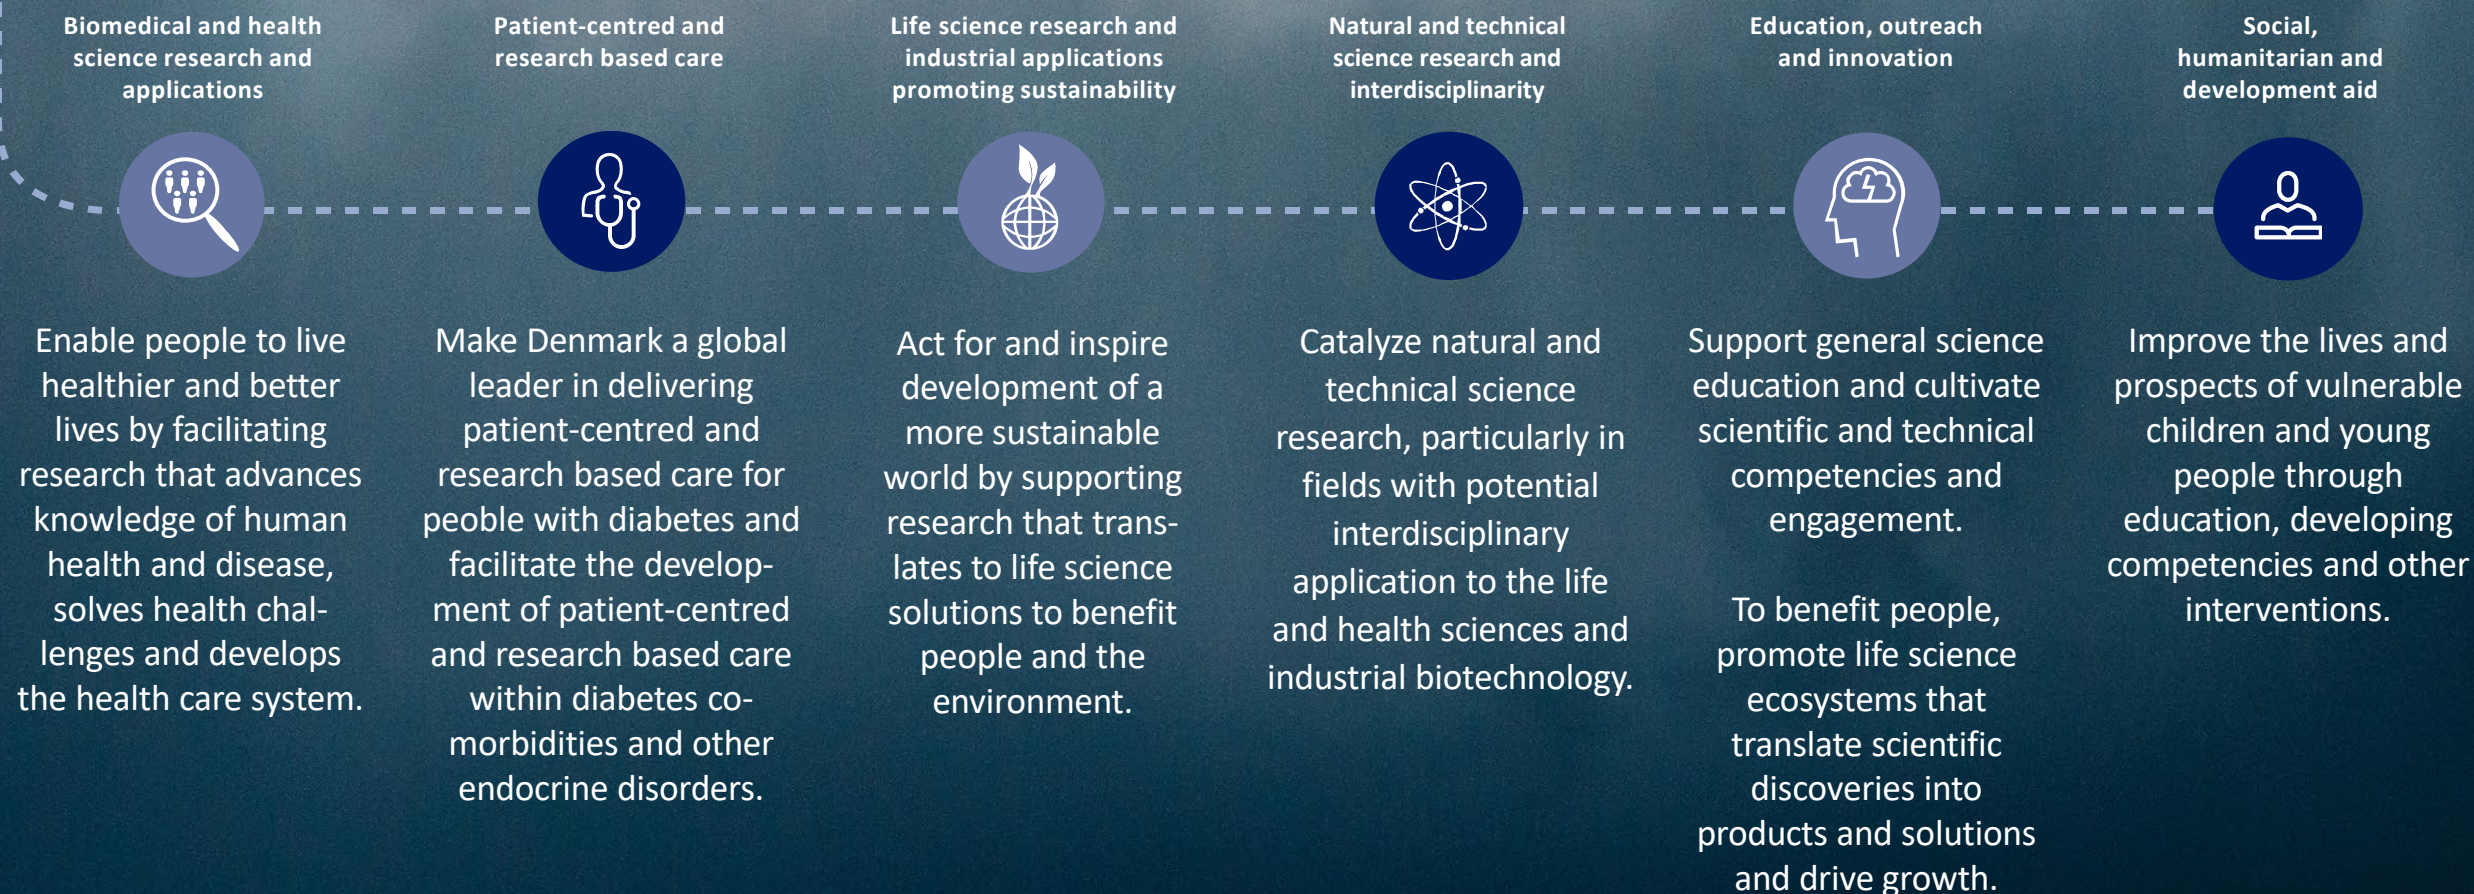 Biomedical and health
science research and
applications
Enable people to live
healthier and better
lives by facilitating
research that advances
knowledge of human
health and disease,
solves health chal-
lenges and develops
the health care system.
Patient-centred and
research based care
Make Denmark a global
leader in delivering
patient-centred and
research based care for
peoble with diabetes and
facilitate the develop-
ment of patient-centred
and research based care
within diabetes co-
morbidities and other
endocrine disorders.
Life science research and
industrial applications
promoting sustainability
Act for and inspire
development of a
more sustainable
world by supporting
research that trans-
lates to life science
solutions to benefit
people and the
environment.
Natural and technical
science research and
interdisciplinarity
Catalyze natural and
technical science
research, particularly in
fields with potential
interdisciplinary
application to the life
and health sciences and
industrial biotechnology.
Education, outreach
and innovation
Support general science
education and cultivate
scientific and technical
competencies and
engagement.
To benefit people,
promote life science
ecosystems that
translate scientific
discoveries into
products and solutions
and drive growth.
Social,
humanitarian and
development aid
Improve the lives and
prospects of vulnerable
children and young
people through
education, developing
competencies and other
interventions.